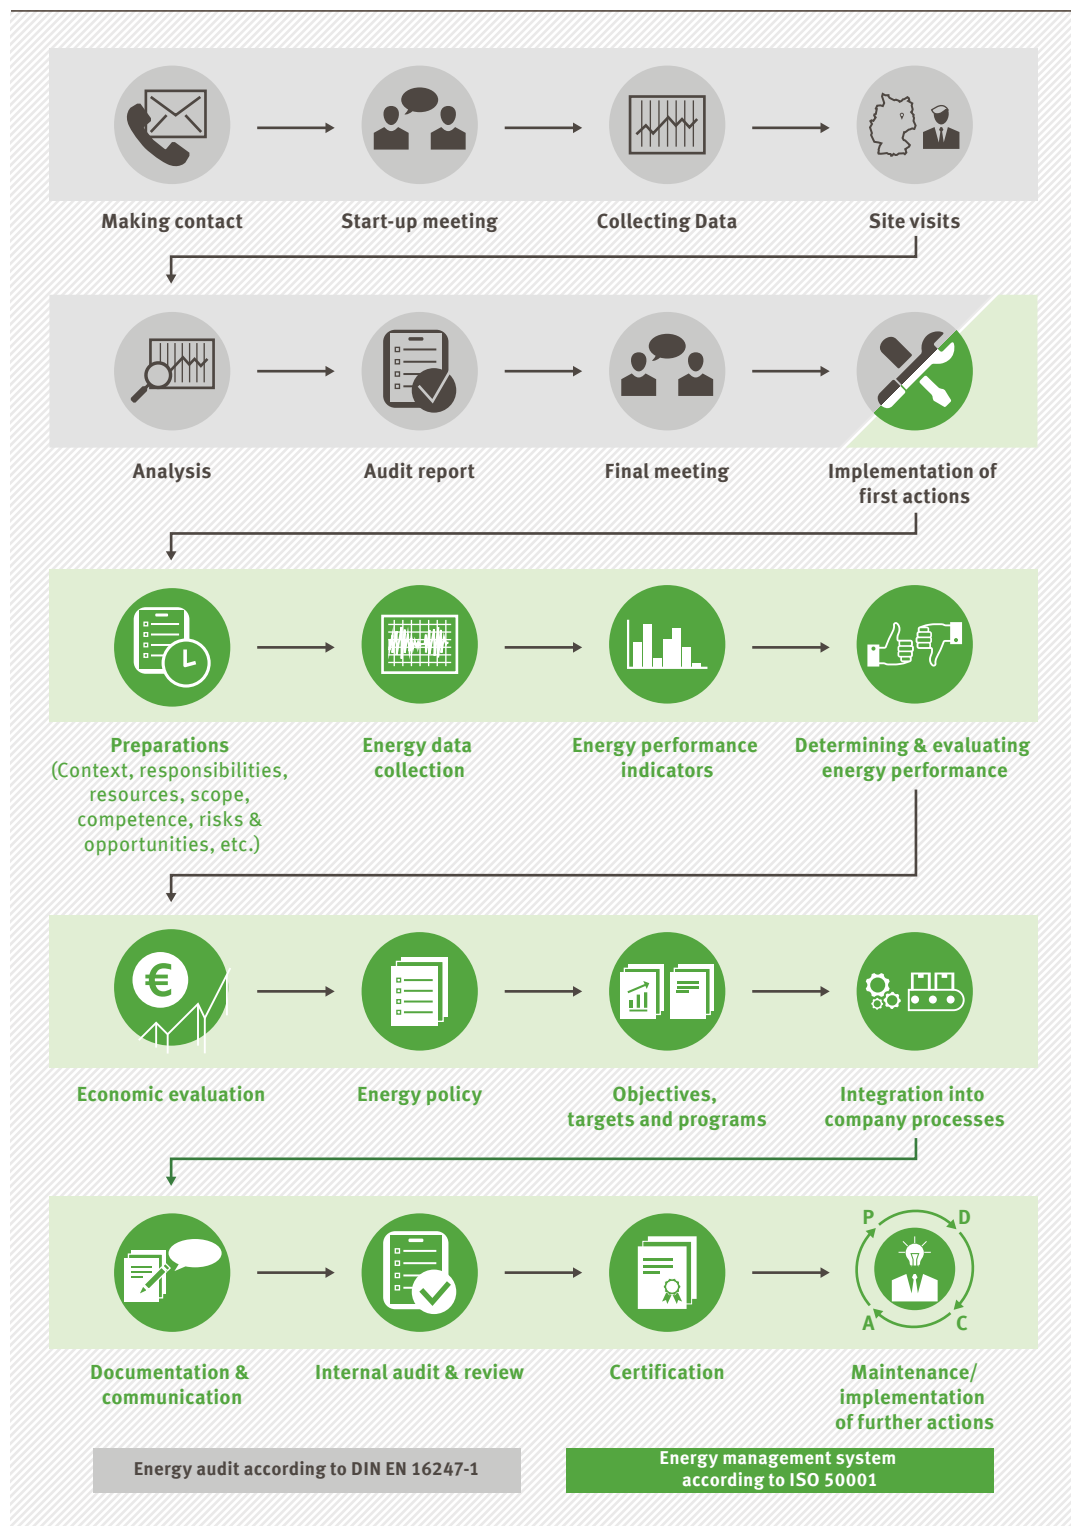 Making contact
Start-up meeting
Collecting Data
Site visits
Analysis
Audit report
Final meeting
Implementation of
first actions
Preparations
(Context, responsibilities,
resources, scope,
competence, risks &
opportunities, etc.)
Energy data
collection
Energy performance
indicators
Determining & evaluating
energy performance
€
Economic evaluation
Energy policy
Objectives,
targets and programs
Integration into
company processes
P
D
A
C
Documentation &
communication
Internal audit & review
Certification
Maintenance/
implementation
of further actions
Energy audit according to DIN EN 16247-1
Energy management system
according to ISO 50001